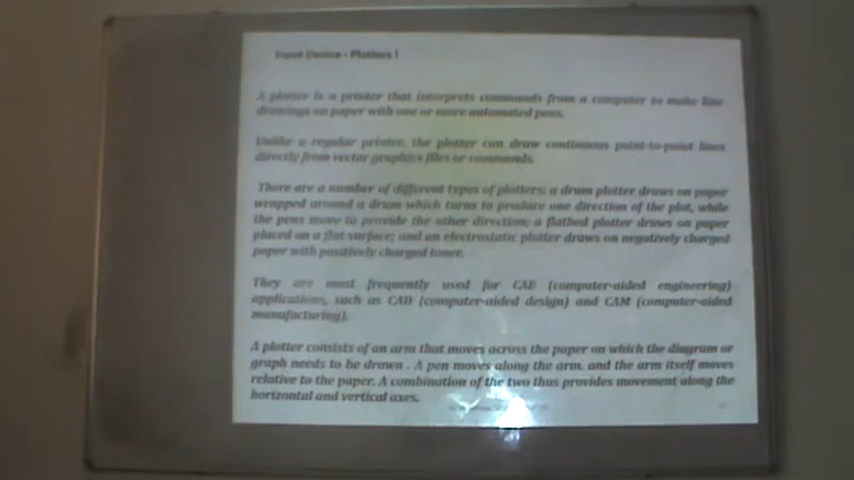 Input Device - Plotters !
A plotter is a printer that interprets commands from a computer to make line
drawings on paper with one or more automated pens.
Unlike a regular printer, the plotter can draw continuous point-to-point lines
directly from vector graphics files or commands.
There are a number of different types of plotters: a drum plotter draws on paper
wrapped around a drum which turns to produce one direction of the plot, while
the pens move to provide the other direction; a flatbed plotter draws on paper
placed on a flat surface; and an electrostatic plotter draws on negatively charged
paper with positively charged toner.
They are most frequently used for CAE (computer-aided engineering)
applications, such as CAD (computer-aided design) and CAM (computer-aided
manufacturing).
A plotter consists of an arm that moves across the paper on which the diagram or
graph needs to be drawn . A pen moves along the arm, and the arm itself moves
relative to the paper. A combination of the two thus provides movement along the
horizontal and vertical axes.